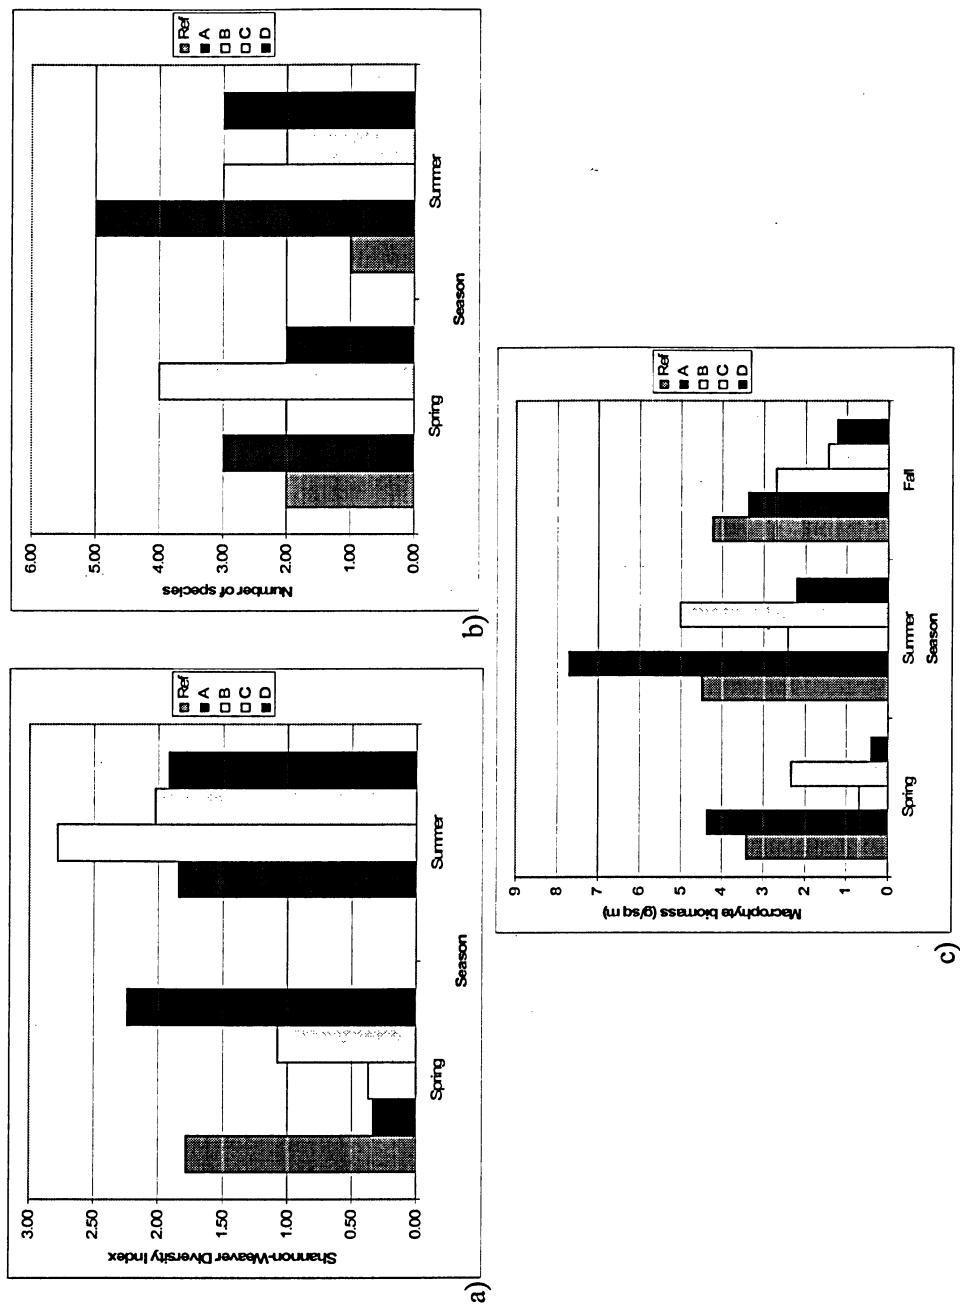 a)
Shannon-Weaver Diversity Index
3.00
2.50
2.00
1.50
1.00
0.50
0.00
Spring
Summer
Season
Ref
A
B
C
D
b)
Number of species
6.00
5.00
4.00
3.00
2.00
1.00
0.00
Spring
Summer
Season
Ref
A
B
C
D
c)
Macrophyte biomass (g/sq m)
9
8
7
6
5
4
3
2
1
0
Spring
Summer
Fall
Season
Ref
A
B
C
D